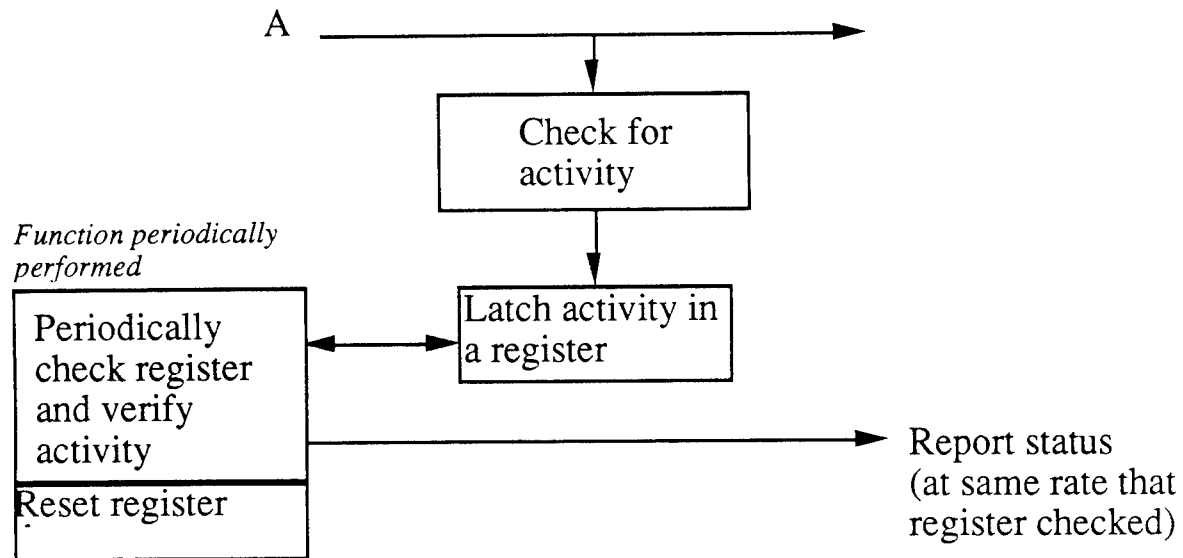 A
Check for
activity
Function periodically
performed
Periodically
check register
and verify
activity
Reset register
Latch activity in
a register
Report status
(at same rate that
register checked)